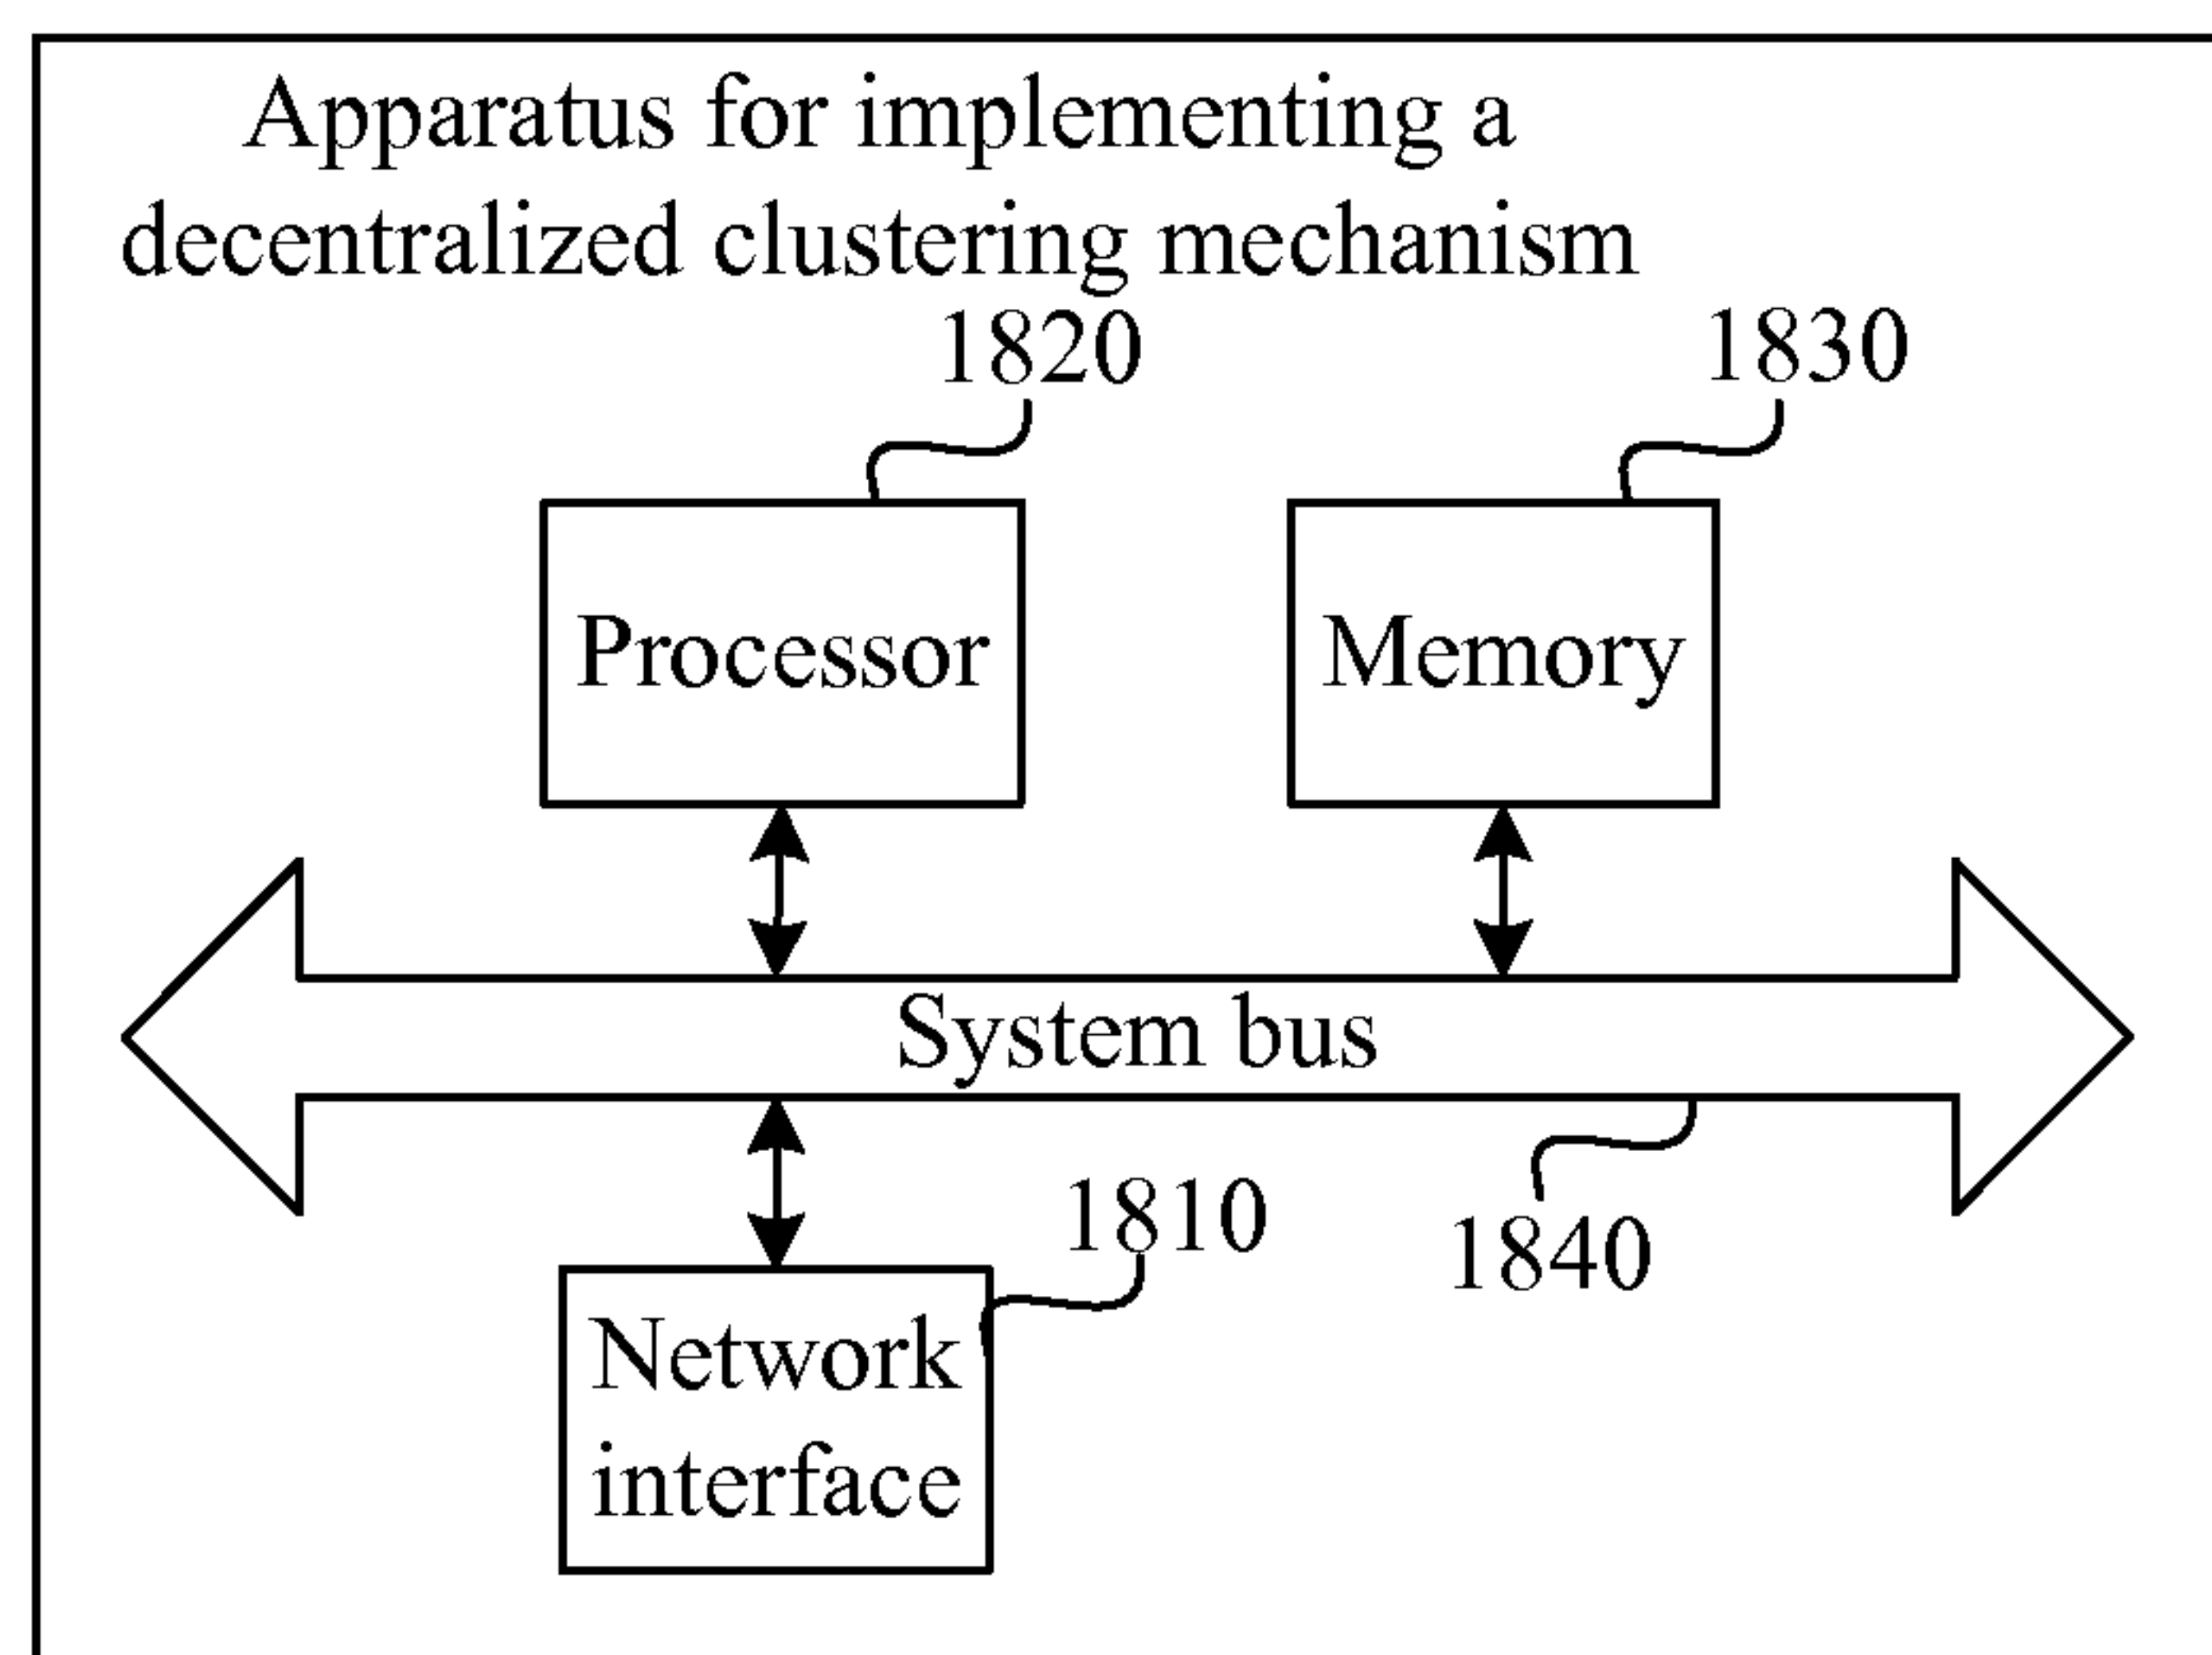 Apparatus for implementing a
decentralized clustering mechanism
1820
1830
Processor
Memory
System bus
1810
1840
Network
interface